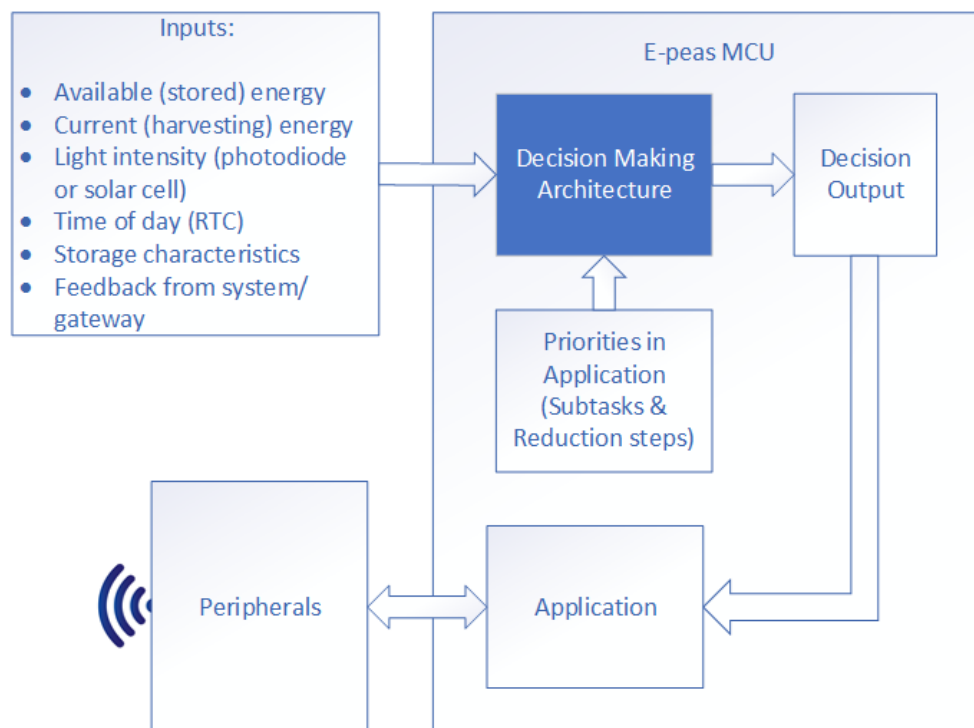 Inputs:
• Available (stored) energy
• Current (harvesting) energy
• Light intensity (photodiode
or solar cell)
• Time of day (RTC)
• Storage characteristics
• Feedback from system/
gateway
E-peas MCU
Decision Making
Architecture
Decision
Output
Priorities in
Application
(Subtasks &
Reduction steps)
Peripherals
Application